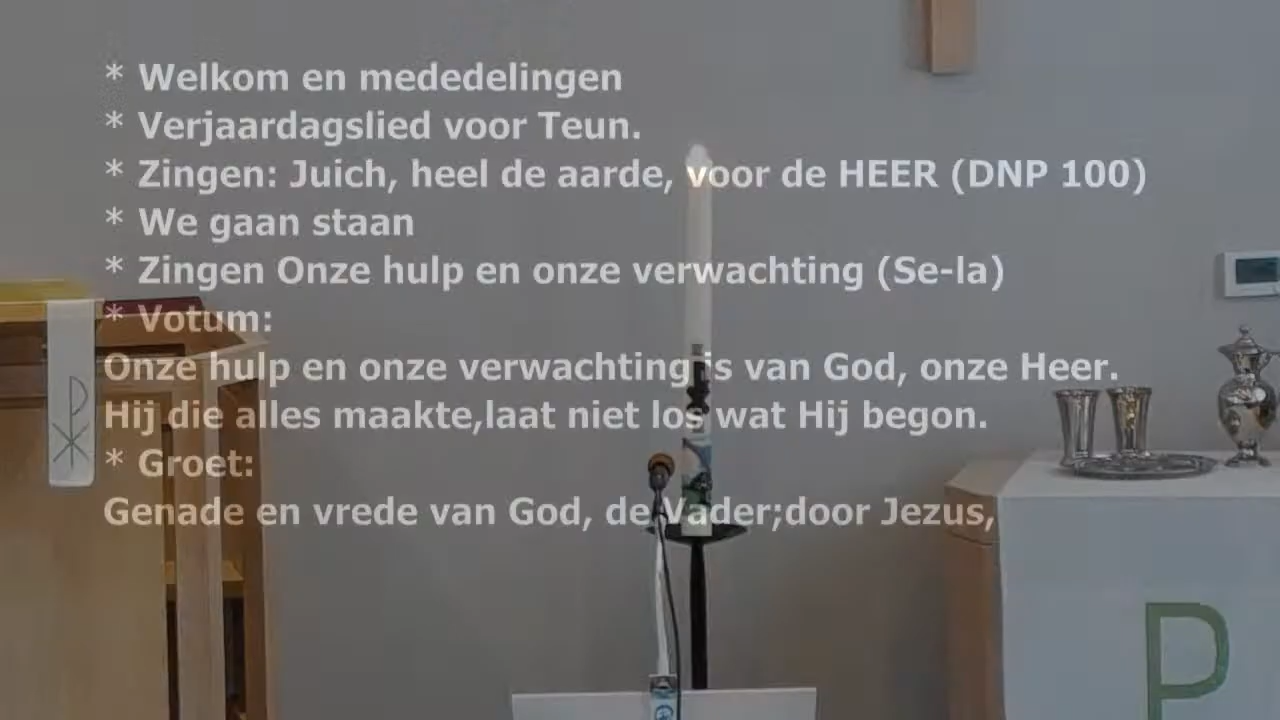 * Welkom en mededelingen
* Verjaardagslied voor Teun.
* Zingen: Juich, heel de aarde, voor de HEER (DNP 100)
* We gaan staan
* Zingen Onze hulp en onze verwachting (Se-la)
* Votum:
Onze hulp en onze verwachting is van God, onze Heer.
Hij die alles maakte,laat niet los wat Hij begon.
* Groet:
Genade en vrede van God, de Vader;door Jezus,
P